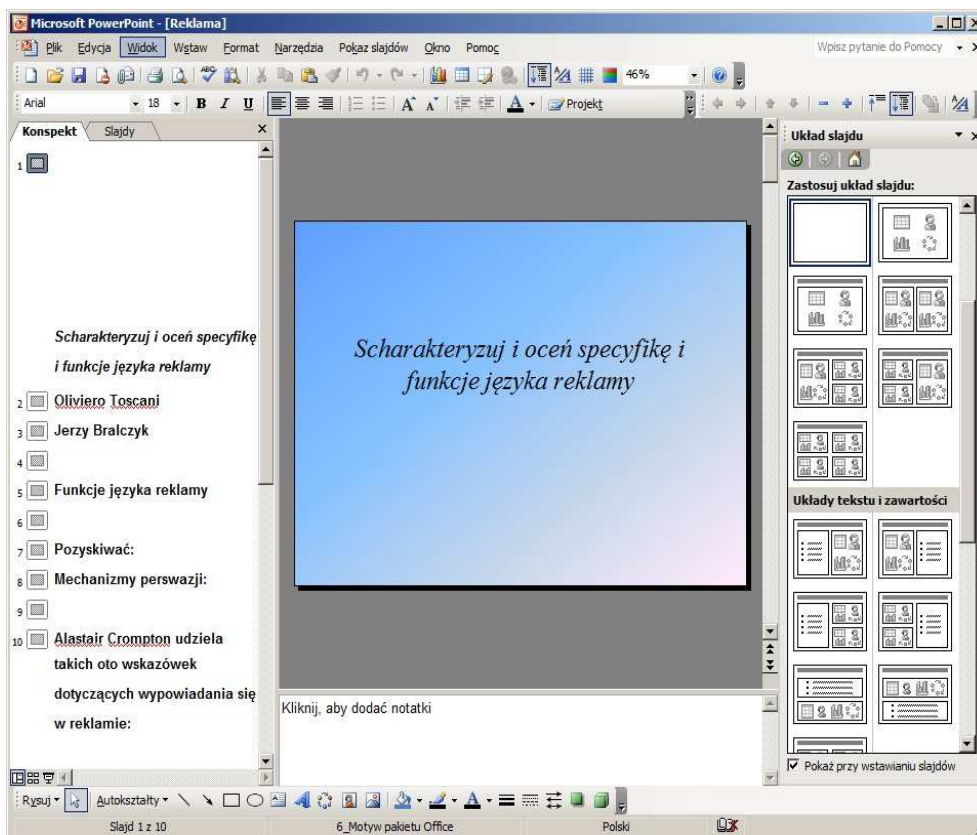 Microsoft PowerPoint - [Reklama]
Plik Edycja Widok Wstaw Format Narzędzia Pokaz slajdów Okno Pomoc
Wpisz pytanie do Pomocy
46%
Arial 18 B I U Projekt
Konspekt Slajdy
1
Scharakteryzuj i oceń specyfikę
i funkcje języka reklamy
2 Oliviero Toscani
3 Jerzy Bralczyk
4
5 Funkcje języka reklamy
6
7 Pozyskiwać:
8 Mechanizmy perswazji:
9
10 Alastair Crompton udziela
takich oto wskazówek
dotyczących wypowiadania się
w reklamie:
Scharakteryzuj i oceń specyfikę i
funkcje języka reklamy
Kliknij, aby dodać notatki
Układ slajdu
Zastosuj układ slajdu:
Układy tekstu i zawartości
Pokaż przy wstawianiu slajdów
Rysuj Autokształty
Slajd 1 z 10 6_Motyw pakietu Office Polski